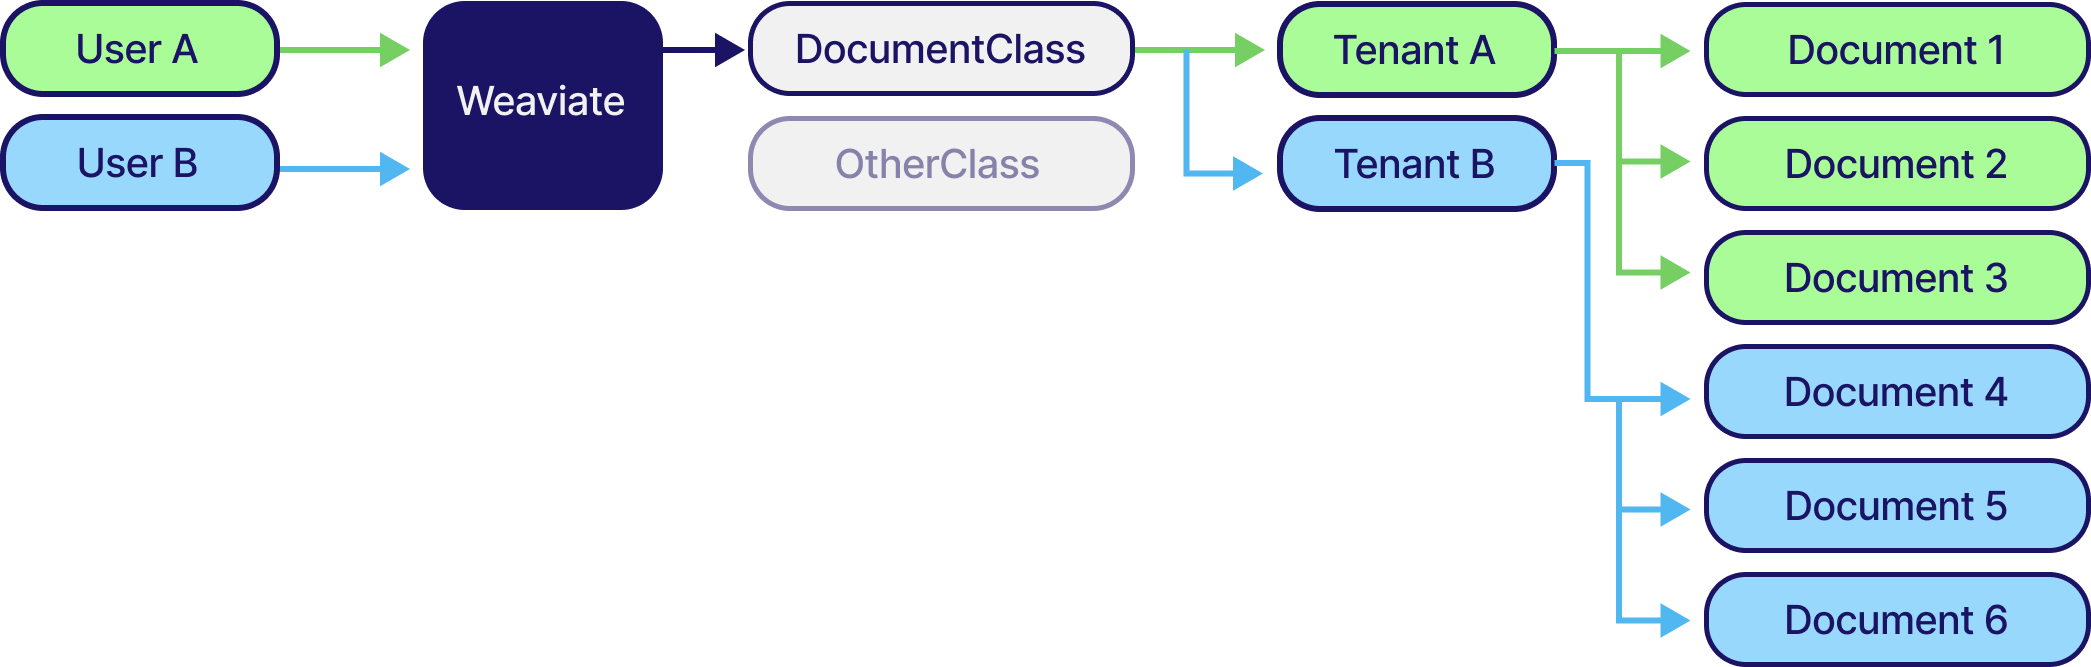 User A
User B
Weaviate
DocumentClass
OtherClass
Tenant A
Tenant B
Document 1
Document 2
Document 3
Document 4
Document 5
Document 6